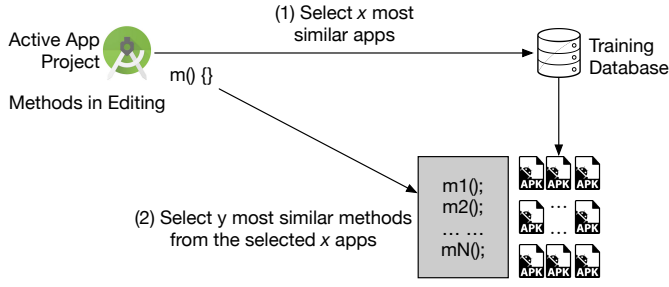 (1) Select x most
similar apps
Active App
Project
Training
Database
m() {}
Methods in Editing
m1();
m2();
... ...
mN();
APK APK APK
APK ... APK
...
APK APK APK
(2) Select y most similar methods
from the selected x apps